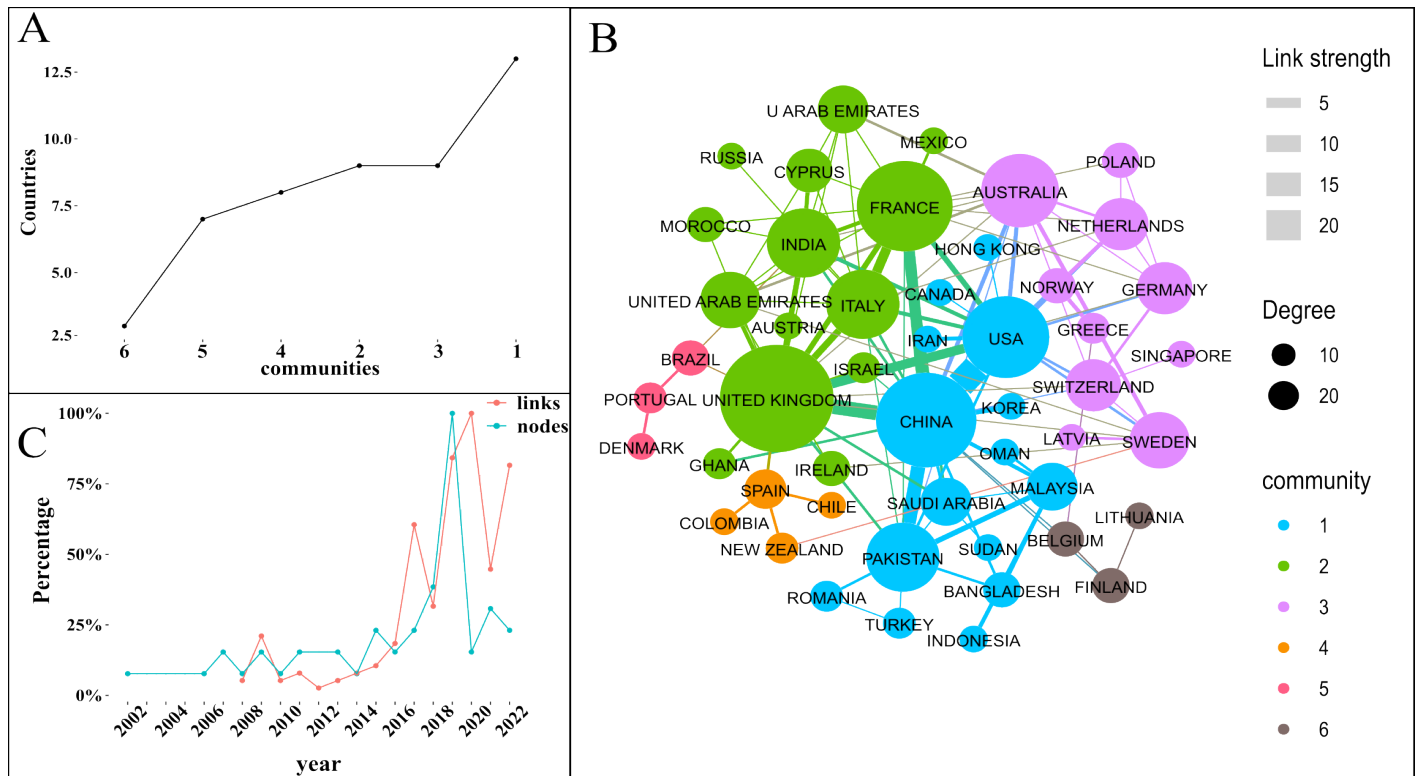 A
12.5
10.0
7.5
5.0
2.5
Countries
6 5 4 2 3 1
communities
B
U ARAB EMIRATES
MEXICO
RUSSIA
CYPRUS
POLAND
AUSTRALIA
FRANCE
MOROCCO
NETHERLANDS
INDIA
HONG KONG
NORWAY
GERMANY
CANADA
UNITED ARAB EMIRATES
ITALY
AUSTRIA
GREECE
USA
IRAN
BRAZIL
SINGAPORE
ISRAEL
SWITZERLAND
PORTUGAL
UNITED KINGDOM
KOREA
CHINA
DENMARK
LATVIA
SWEDEN
OMAN
GHANA
IRELAND
SPAIN
MALAYSIA
SAUDI ARABIA
CHILE
COLOMBIA
LITHUANIA
BELGIUM
NEW ZEALAND
SUDAN
PAKISTAN
FINLAND
BANGLADESH
ROMANIA
TURKEY
INDONESIA
Link strength
5
10
15
20
Degree
10
20
community
1
2
3
4
5
6
C
links
nodes
100%
75%
50%
25%
0%
Percentage
2002 2004 2006 2008 2010 2012 2014 2016 2018 2020 2022
year